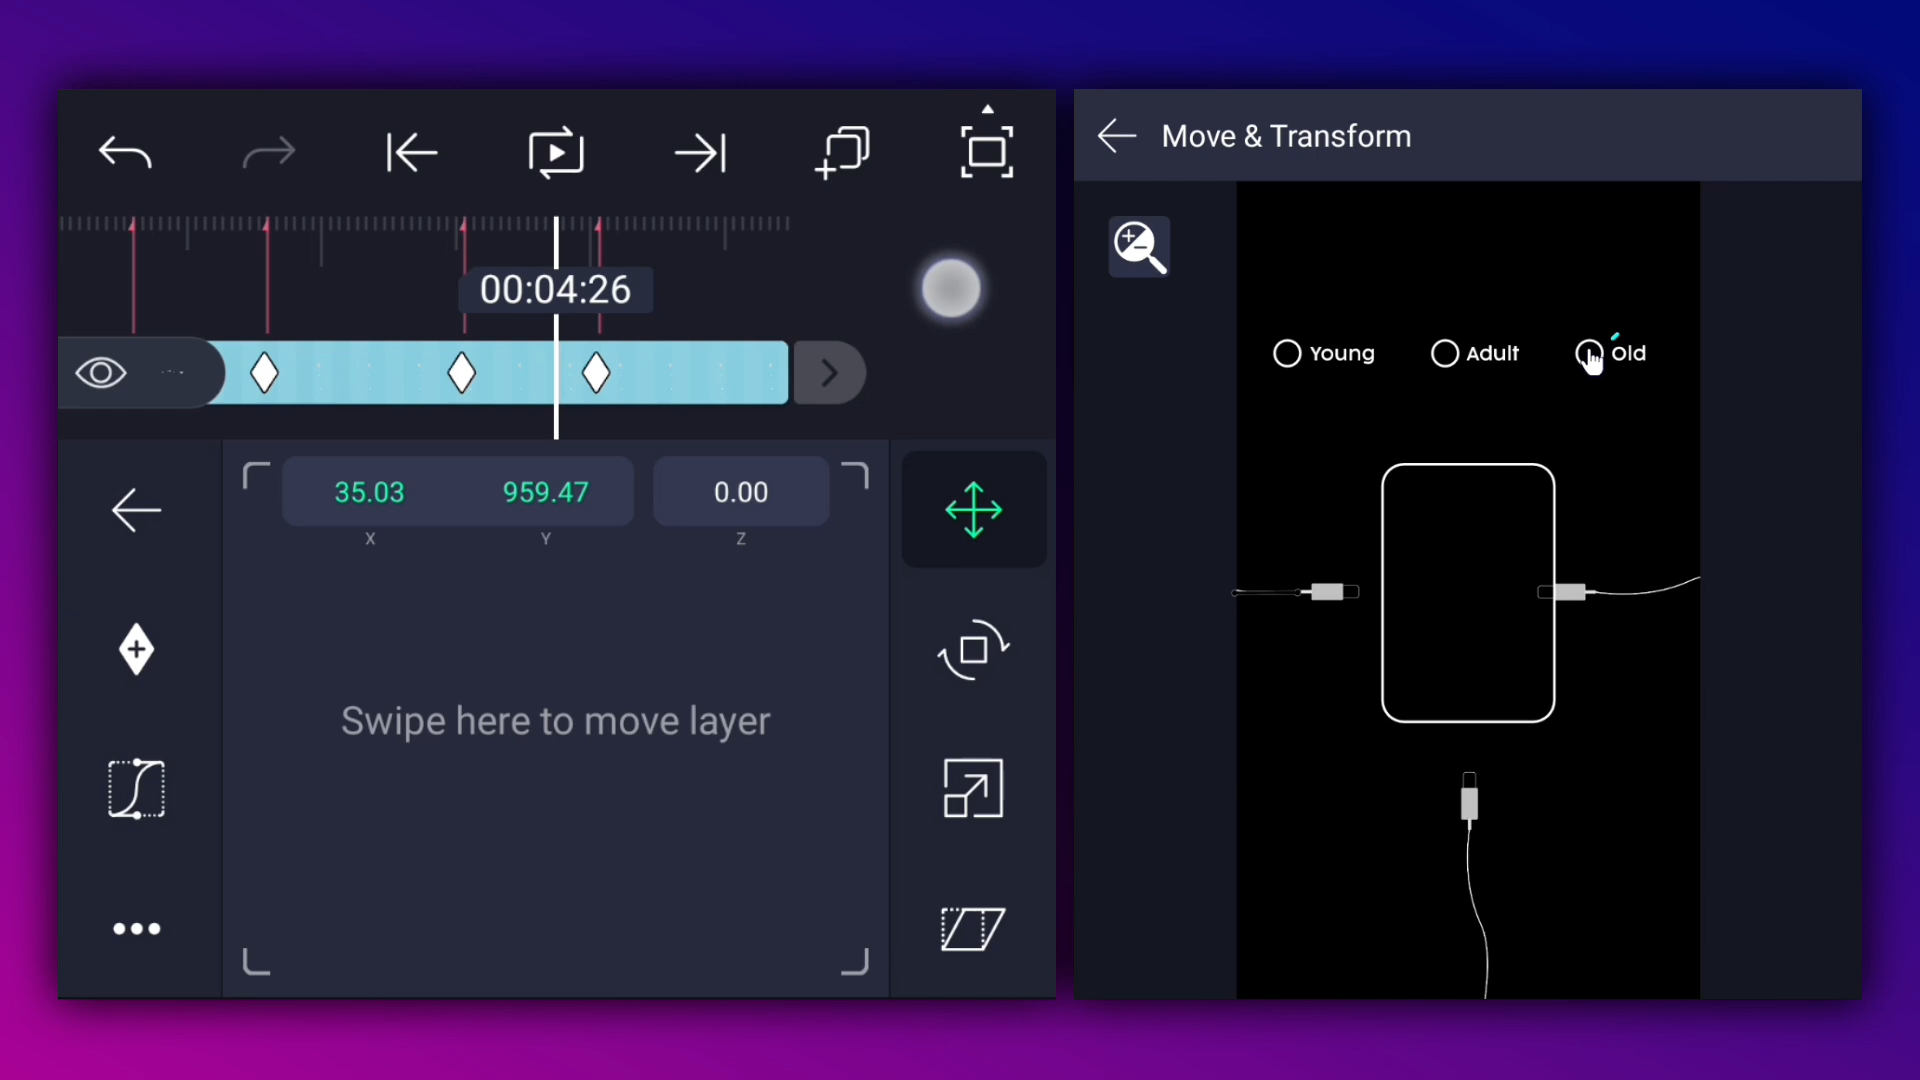 Move & Transform
00:04:26
35.03 959.47 0.00
X Y Z
Swipe here to move layer
Young Adult Old